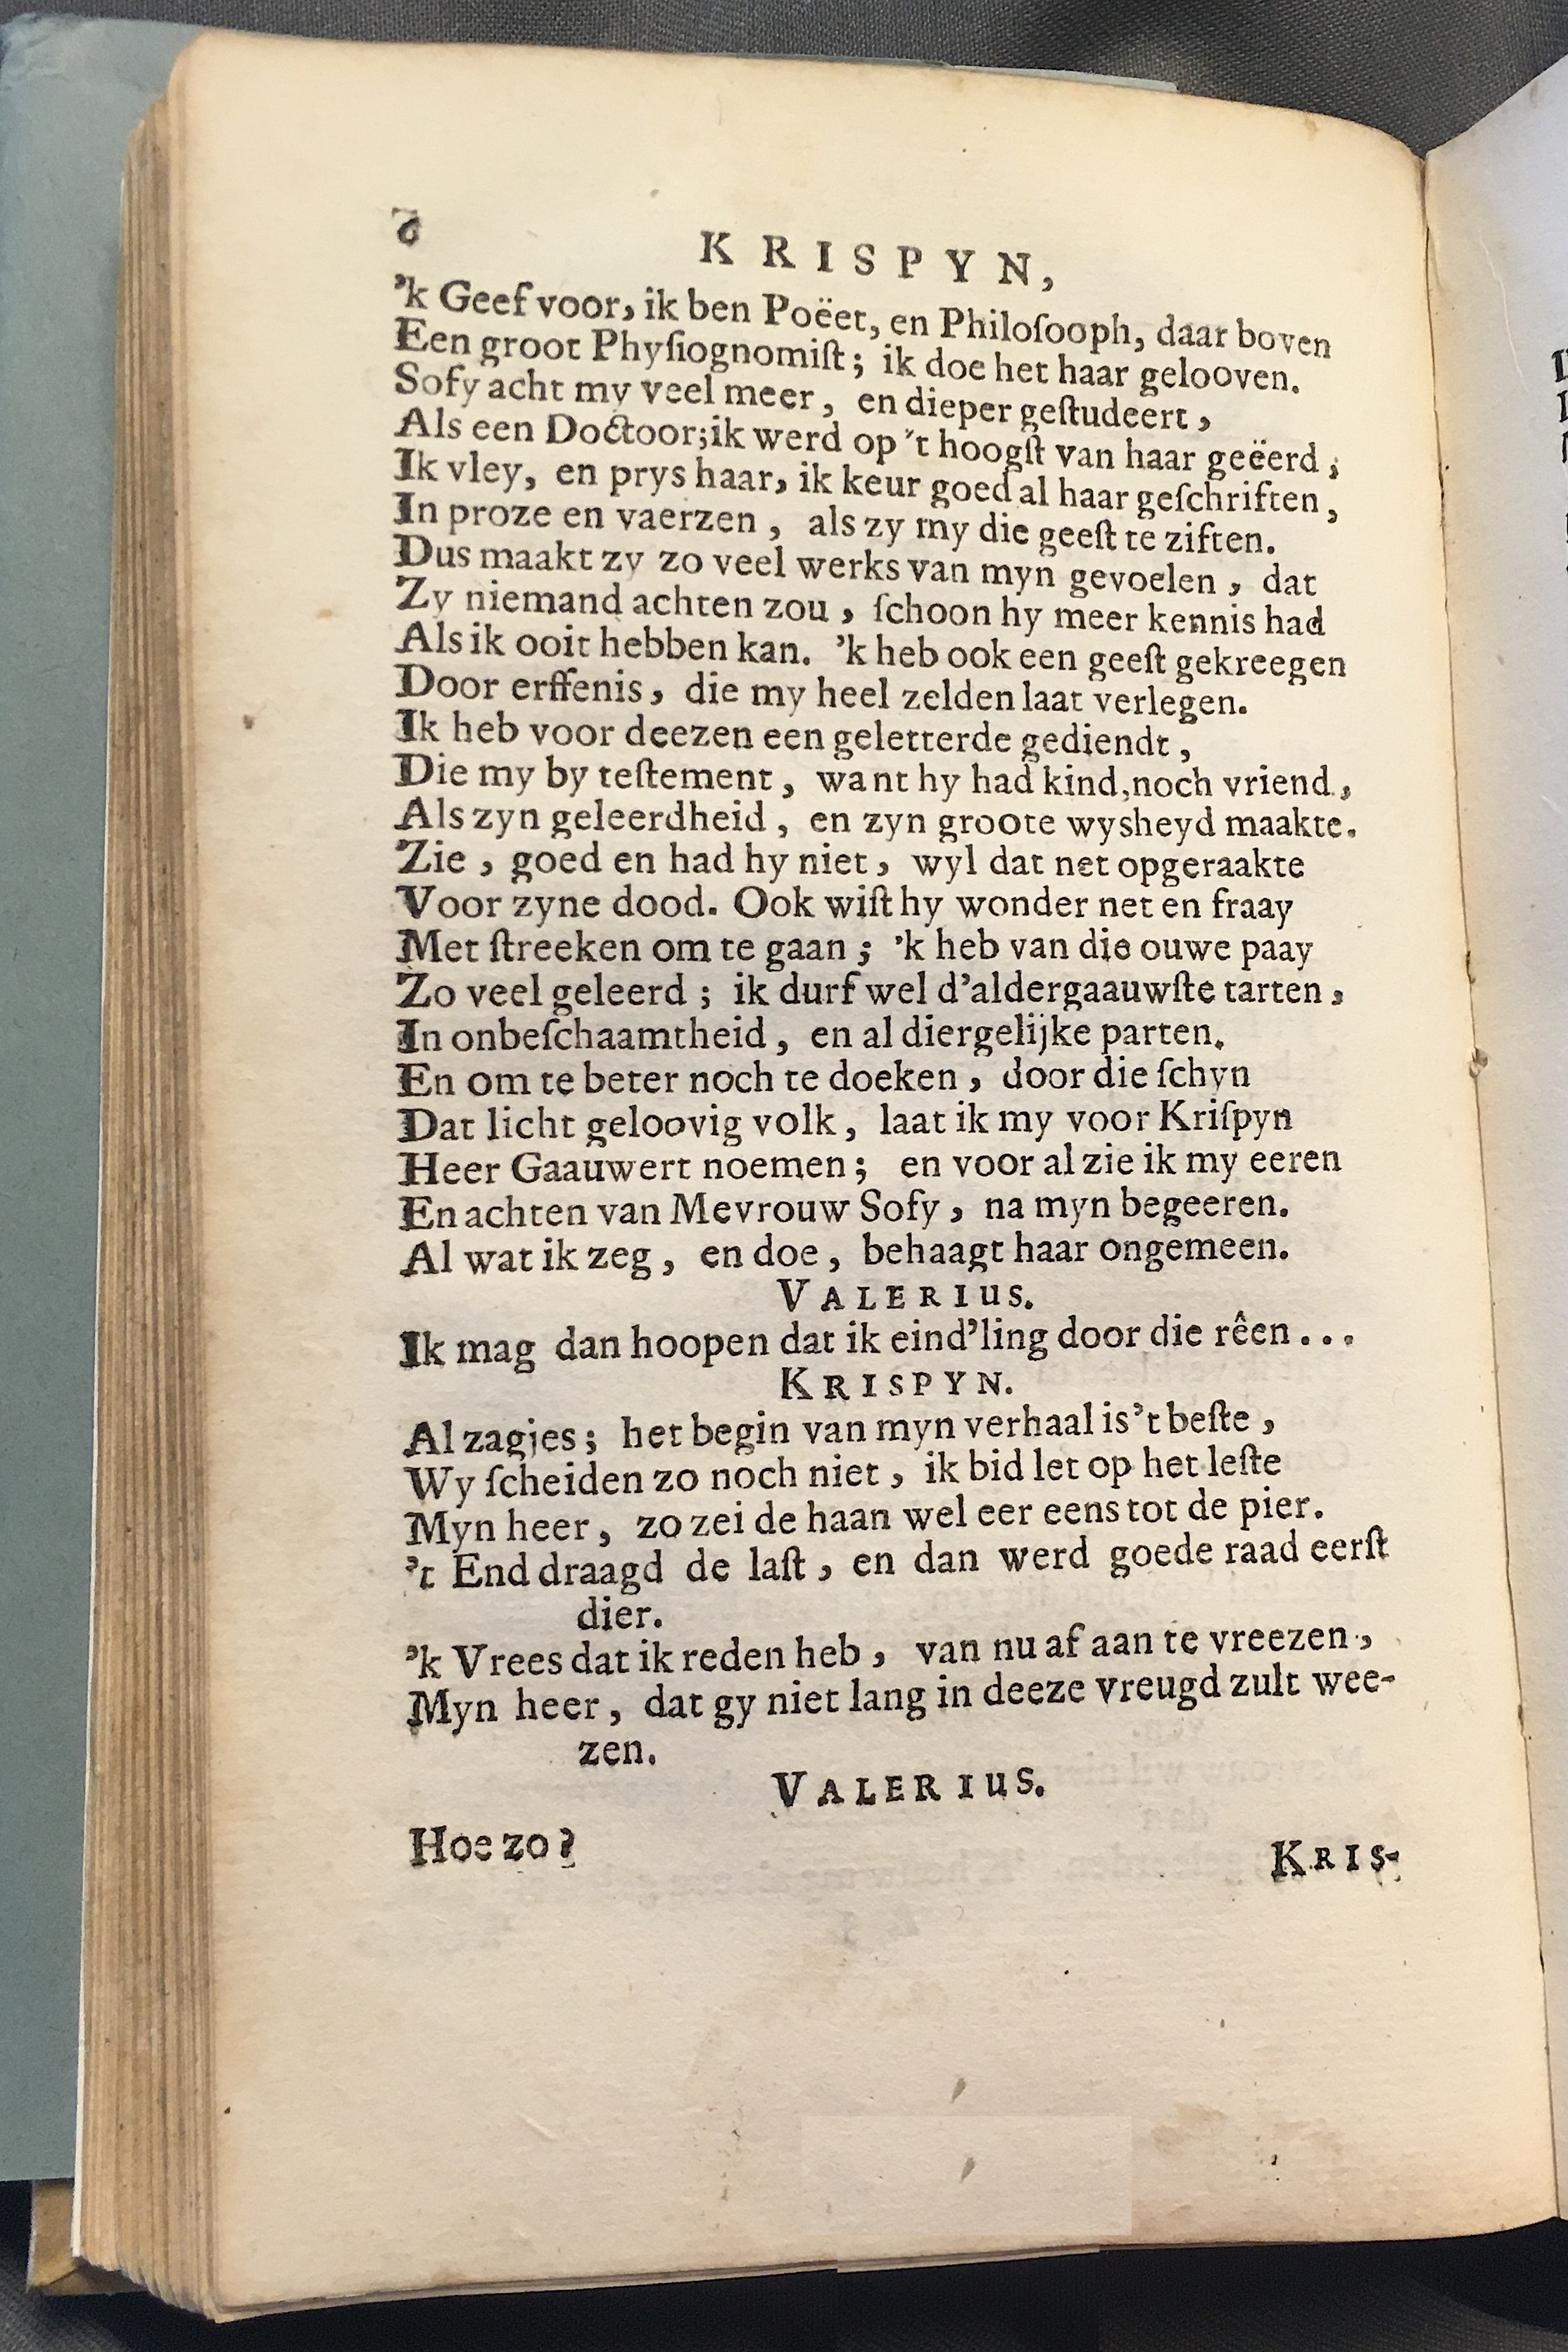 6
KRISPYN,
’k Geef voor, ik ben Poëet, en Philoſooph, daar boven
Een groot Phyſiognomiſt; ik doe het haar gelooven.
Sofy acht my veel meer, en dieper geſtudeert,
Als een Doctoor; ik werd op ’t hoogſt van haar geëerd;
Ik vley, en prys haar, ik keur goed al haar geſchriften,
In proze en vaerzen, als zy my die geeſt te ziften.
Dus maakt zy zo veel werks van myn gevoelen, dat
Zy niemand achten zou, ſchoon hy meer kennis had
Als ik ooit hebben kan. ’k heb ook een geeſt gekreegen
Door erffenis, die my heel zelden laat verlegen.
Ik heb voor deezen een geletterde gediendt,
Die my by teſtement, want hy had kind, noch vriend,
Als zyn geleerdheid, en zyn groote wysheyd maakte.
Zie, goed en had hy niet, wyl dat net opgeraakte
Voor zyne dood. Ook wiſt hy wonder net en fraay
Met ſtreeken om te gaan; ’k heb van die ouwe paay
Zo veel geleerd; ik durf wel d’aldergaauwſte tarten,
In onbeſchaamtheid, en al diergelijke parten.
En om te beter noch te doeken, door die ſchyn
Dat licht geloovig volk, laat ik my voor Kriſpyn
Heer Gaauwert noemen; en voor al zie ik my eeren
En achten van Mevrouw Sofy, na myn begeeren.
Al wat ik zeg, en doe, behaagt haar ongemeen.
VALERIUS.
Ik mag dan hoopen dat ik eind’ling door die rêen...
KRISPYN.
Al zagjes; het begin van myn verhaal is ’t beſte,
Wy ſcheiden zo noch niet, ik bid let op het leſte
Myn heer, zo zei de haan wel eer eens tot de pier.
’t End draagd de laſt, en dan werd goede raad eerſt
dier.
’k Vrees dat ik reden heb, van nu af aan te vreezen,
Myn heer, dat gy niet lang in deeze vreugd zult wee-
zen.
VALERIUS.
Hoe zo?
KRIS-